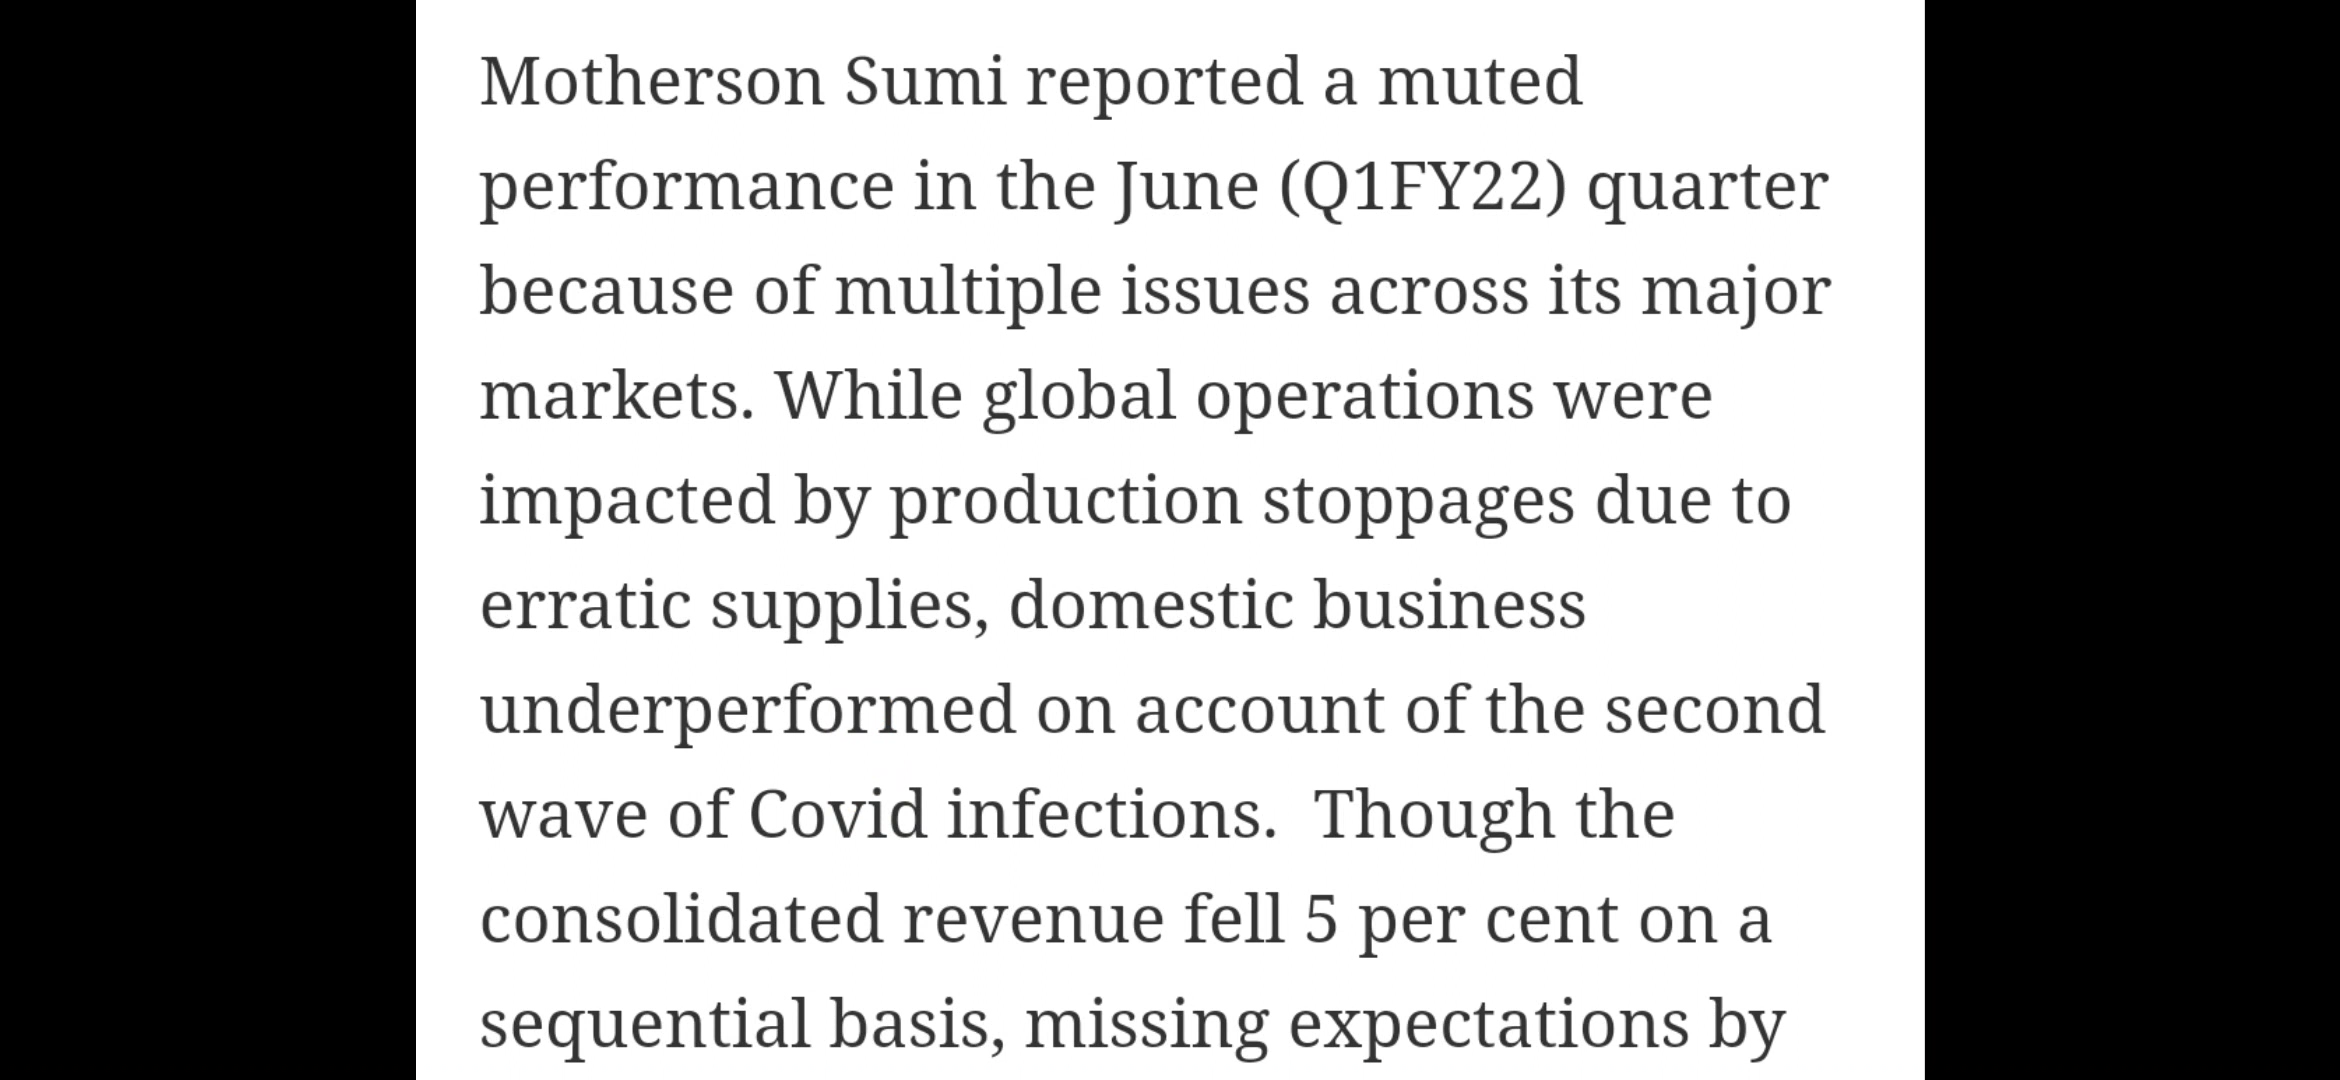 Motherson Sumi reported a muted
performance in the June (Q1FY22) quarter
because of multiple issues across its major
markets. While global operations were
impacted by production stoppages due to
erratic supplies, domestic business
underperformed on account of the second
wave of Covid infections.  Though the
consolidated revenue fell 5 per cent on a
sequential basis, missing expectations by